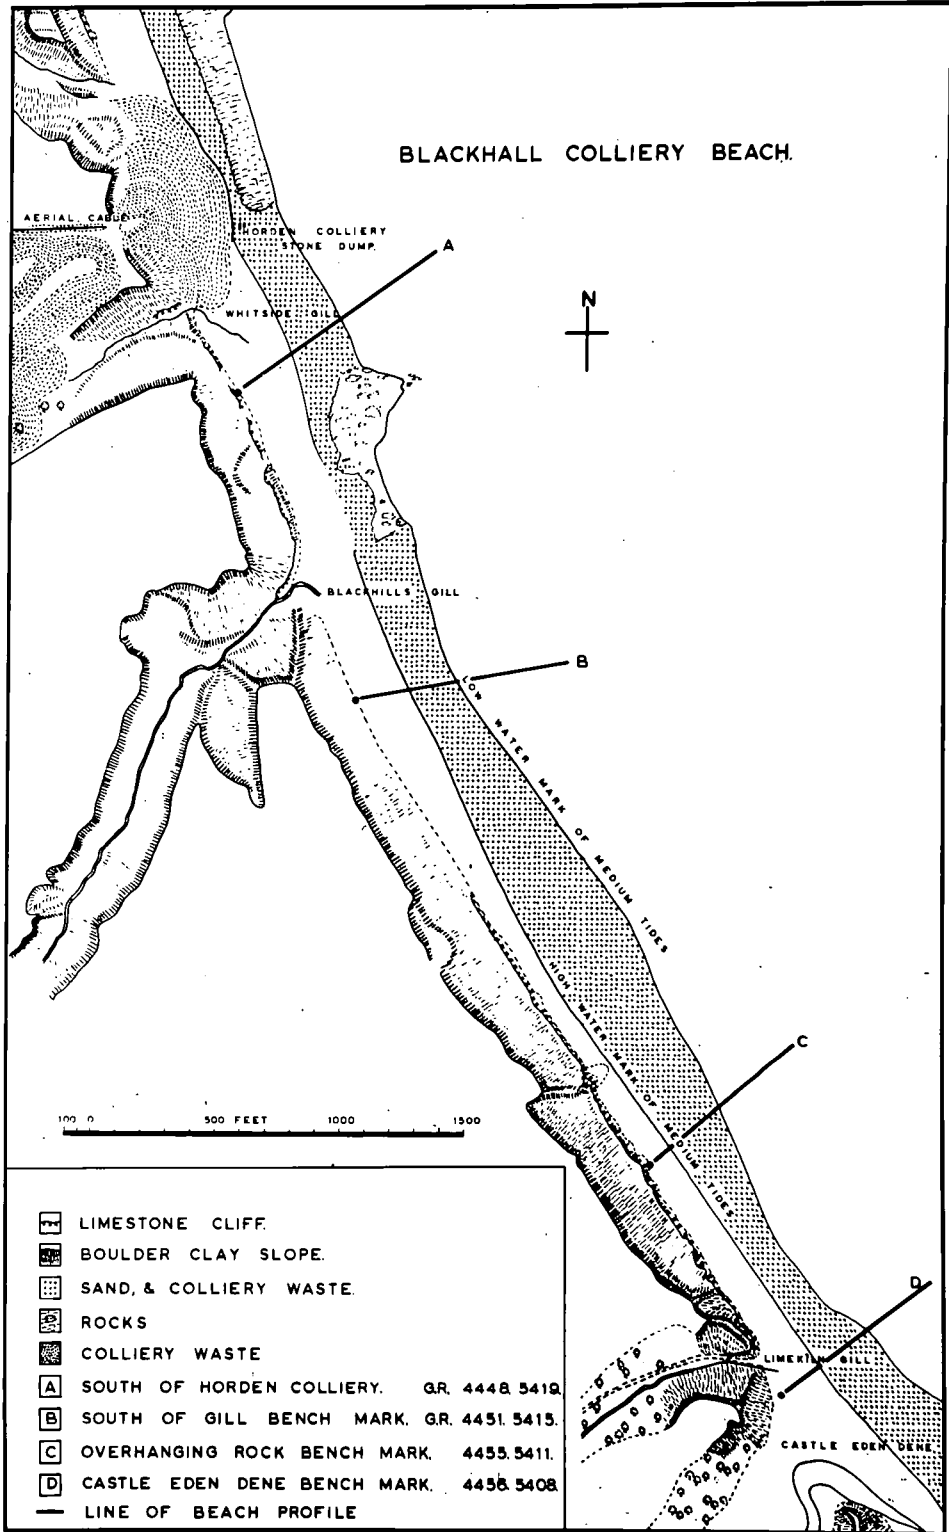 BLACKHALL COLLIERY BEACH.
AERIAL CABLE
HORDEN COLLIERY
STONE DUMP.
A
N
WHITSIDE GILL
BLACKHILLS GILL
B
LOW WATER MARK OF MEDIUM TIDES
HIGH WATER MARK OF MEDIUM TIDES
C
100 0 500 FEET 1000 1500
D
LIMEKILN GILL
CASTLE EDEN DENE
LIMESTONE CLIFF.
BOULDER CLAY SLOPE.
SAND, & COLLIERY WASTE.
ROCKS
COLLIERY WASTE
A SOUTH OF HORDEN COLLIERY. G.R. 4448. 5419.
B SOUTH OF GILL BENCH MARK. G.R. 4451. 5415.
C OVERHANGING ROCK BENCH MARK. 4455. 5411.
D CASTLE EDEN DENE BENCH MARK. 4456. 5408.
LINE OF BEACH PROFILE